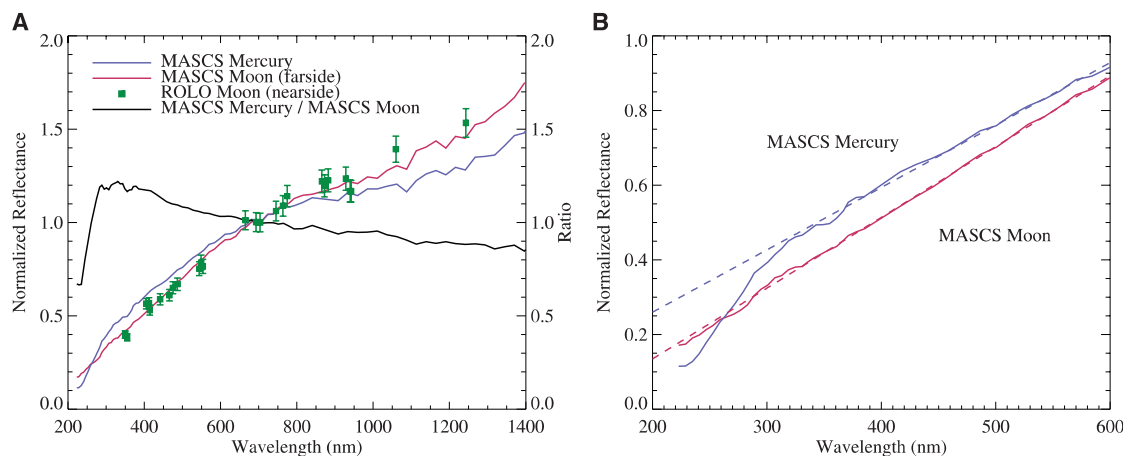 A
MASCS Mercury
MASCS Moon (farside)
ROLO Moon (nearside)
MASCS Mercury / MASCS Moon
Normalized Reflectance
2.0
1.5
1.0
0.5
0.0
2.0
1.5
1.0
0.5
0.0
Ratio
200 400 600 800 1000 1200 1400
Wavelength (nm)
B
MASCS Mercury
MASCS Moon
Normalized Reflectance
1.0
0.8
0.6
0.4
0.2
0.0
200 300 400 500 600
Wavelength (nm)